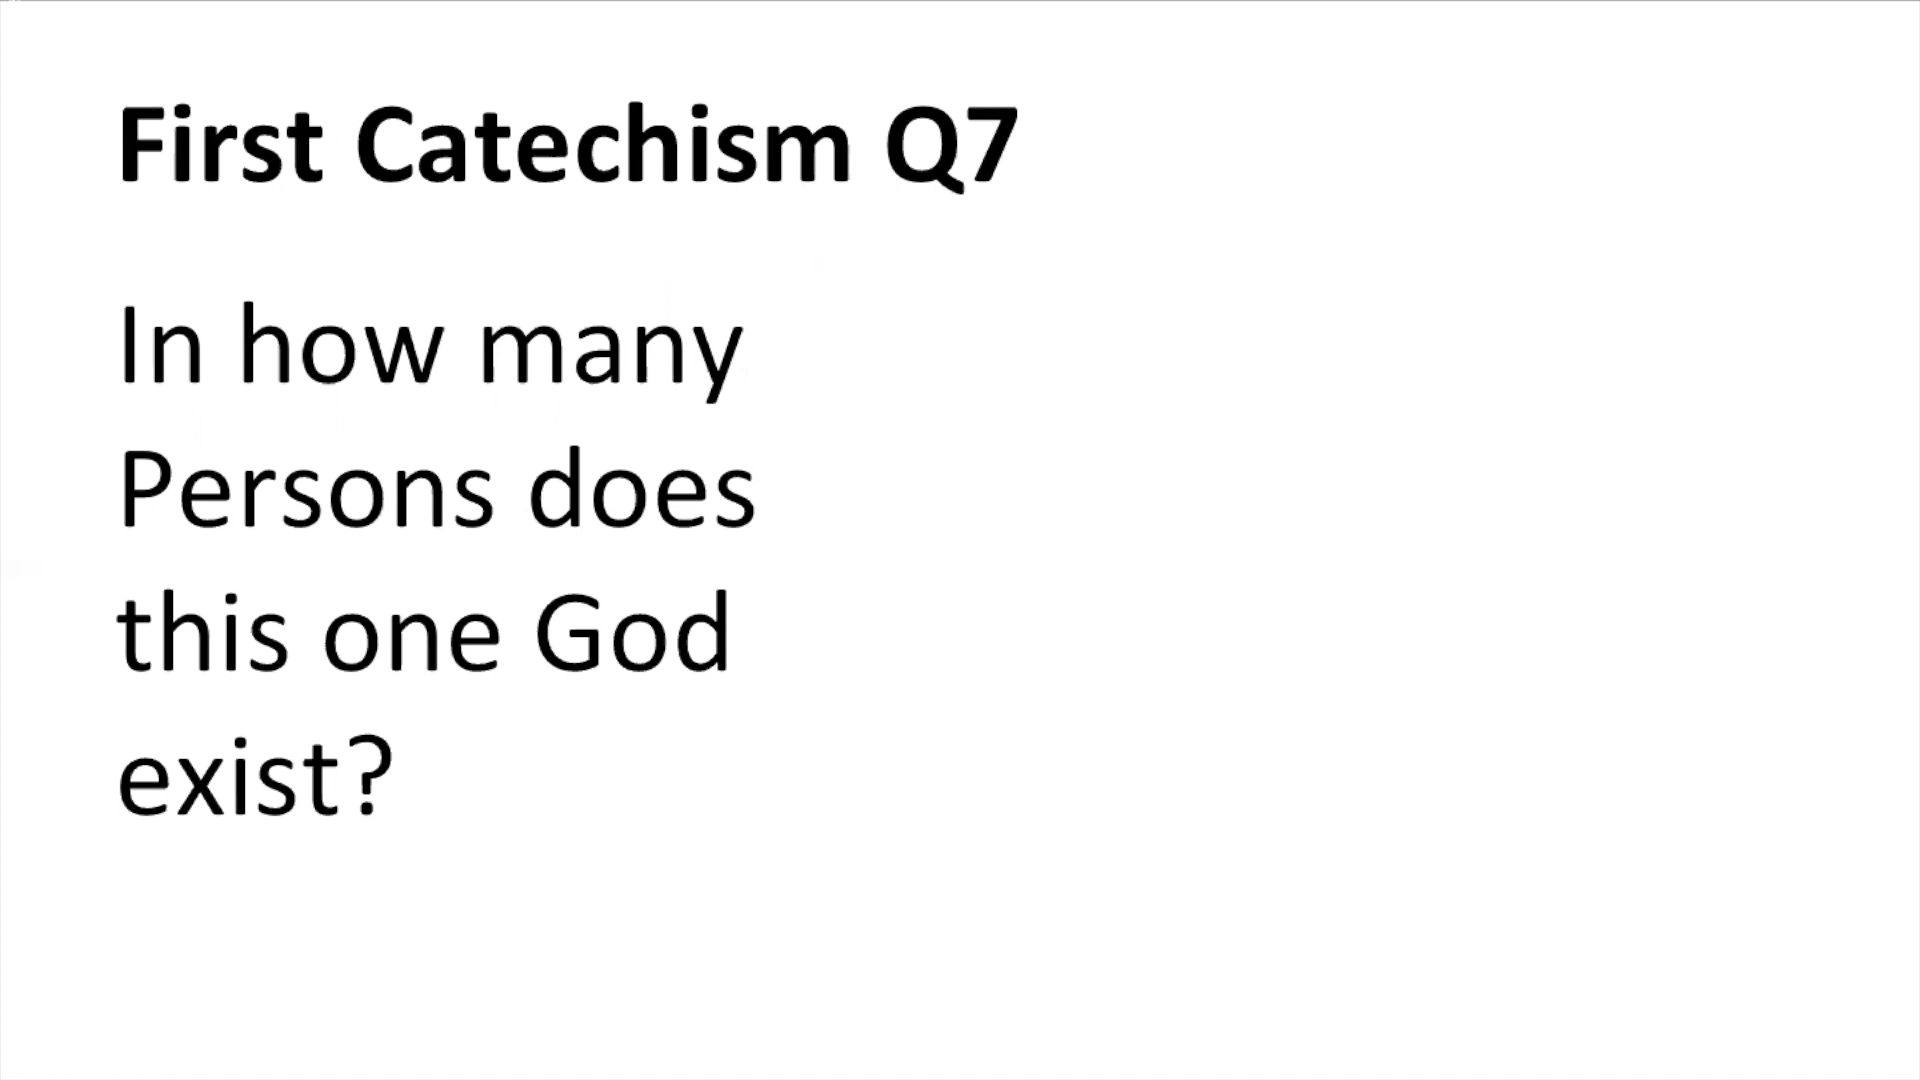 First Catechism Q7
In how many
Persons does
this one God
exist?